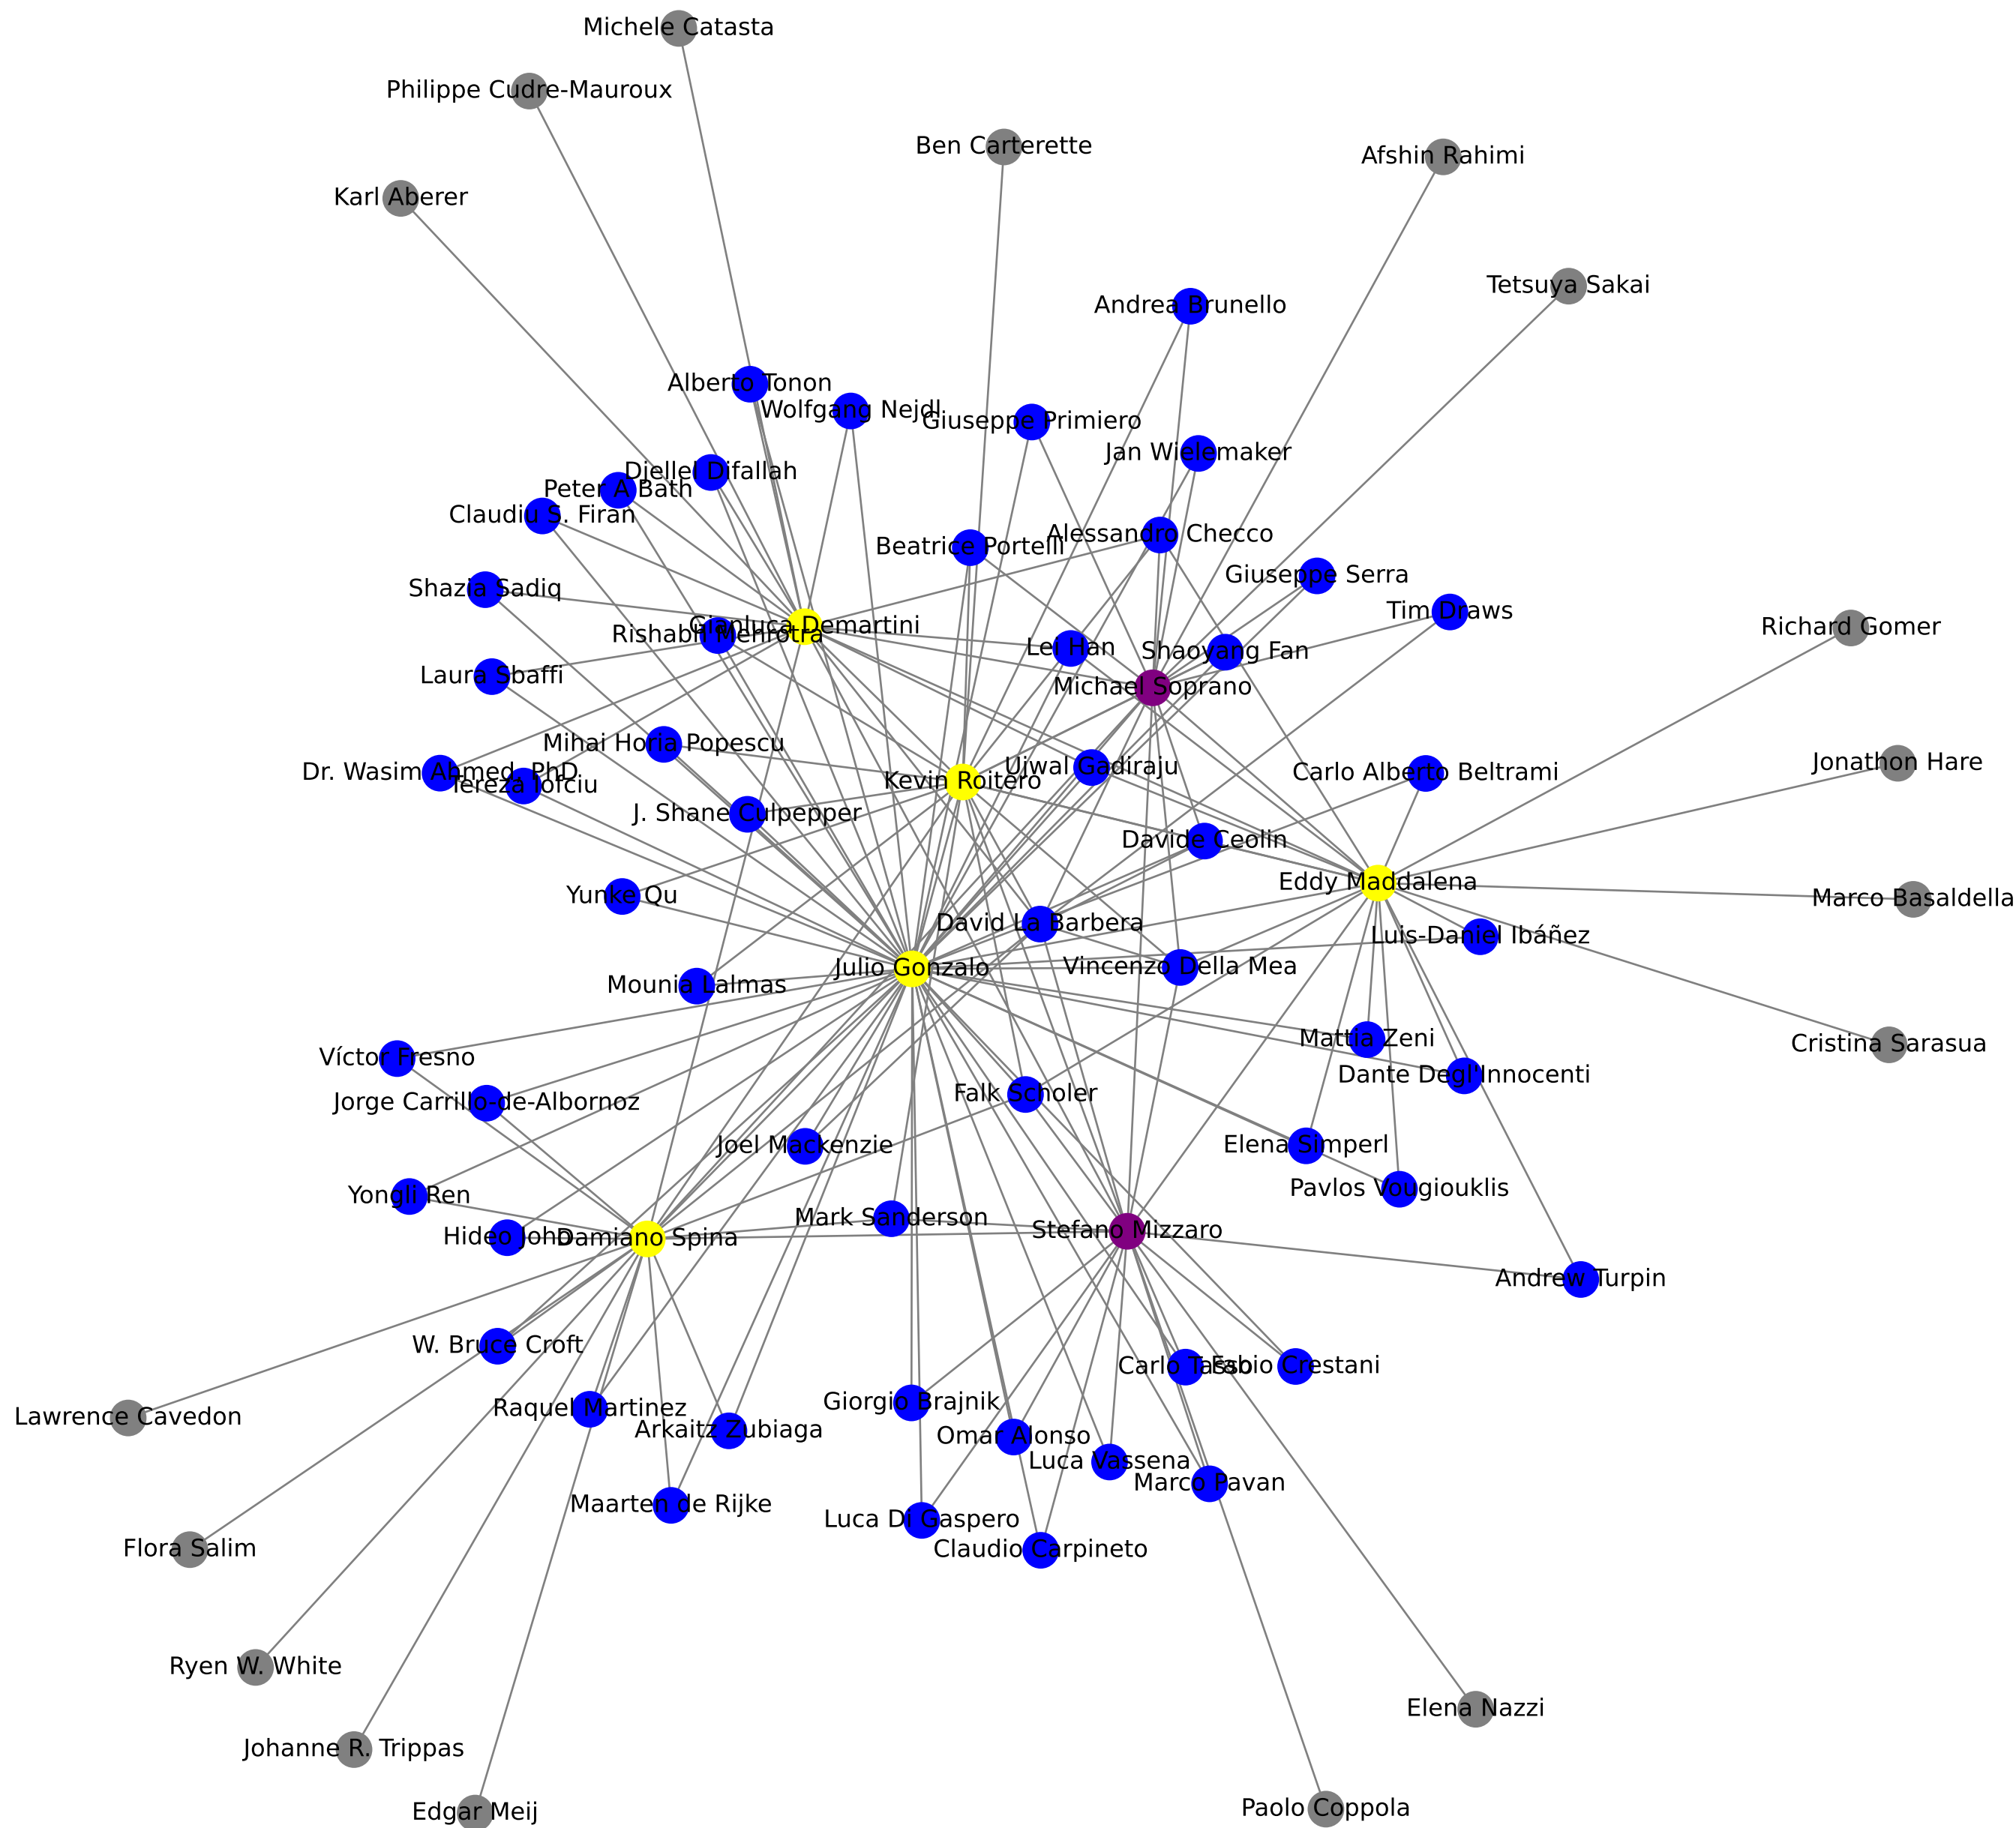 Michele Catasta
Philippe Cudre-Mauroux
Ben Carterette
Afshin Rahimi
Karl Aberer
Tetsuya Sakai
Andrea Brunello
Alberto Tonon
Wolfgang Nejdl
Giuseppe Primiero
Jan Wielemaker
Djellel Difallah
Peter A Bath
Claudiu S. Firan
Alessandro Checco
Beatrice Portelli
Giuseppe Serra
Shazia Sadiq
Tim Draws
Gianluca Demartini
Richard Gomer
Rishabh Mehrotra
Lei Han
Shaoyang Fan
Laura Sbaffi
Michael Soprano
Mihai Horia Popescu
Jonathon Hare
Ujwal Gadiraju
Dr. Wasim Ahmed, PhD
Carlo Alberto Beltrami
Kevin Roitero
Tereza Iofciu
J. Shane Culpepper
Davide Ceolin
Eddy Maddalena
Yunke Qu
Marco Basaldella
David La Barbera
Luis-Daniel Ibáñez
Julio Gonzalo
Vincenzo Della Mea
Mounia Lalmas
Mattia Zeni
Cristina Sarasua
Víctor Fresno
Dante Degl'Innocenti
Falk Scholer
Jorge Carrillo-de-Albornoz
Joel Mackenzie
Elena Simperl
Pavlos Vougiouklis
Yongli Ren
Mark Sanderson
Stefano Mizzaro
Hideo Joho
Damiano Spina
Andrew Turpin
W. Bruce Croft
Carlo Tasso
Fabio Crestani
Giorgio Brajnik
Raquel Martinez
Lawrence Cavedon
Arkaitz Zubiaga
Omar Alonso
Luca Vassena
Marco Pavan
Maarten de Rijke
Luca Di Gaspero
Flora Salim
Claudio Carpineto
Ryen W. White
Elena Nazzi
Johanne R. Trippas
Paolo Coppola
Edgar Meij